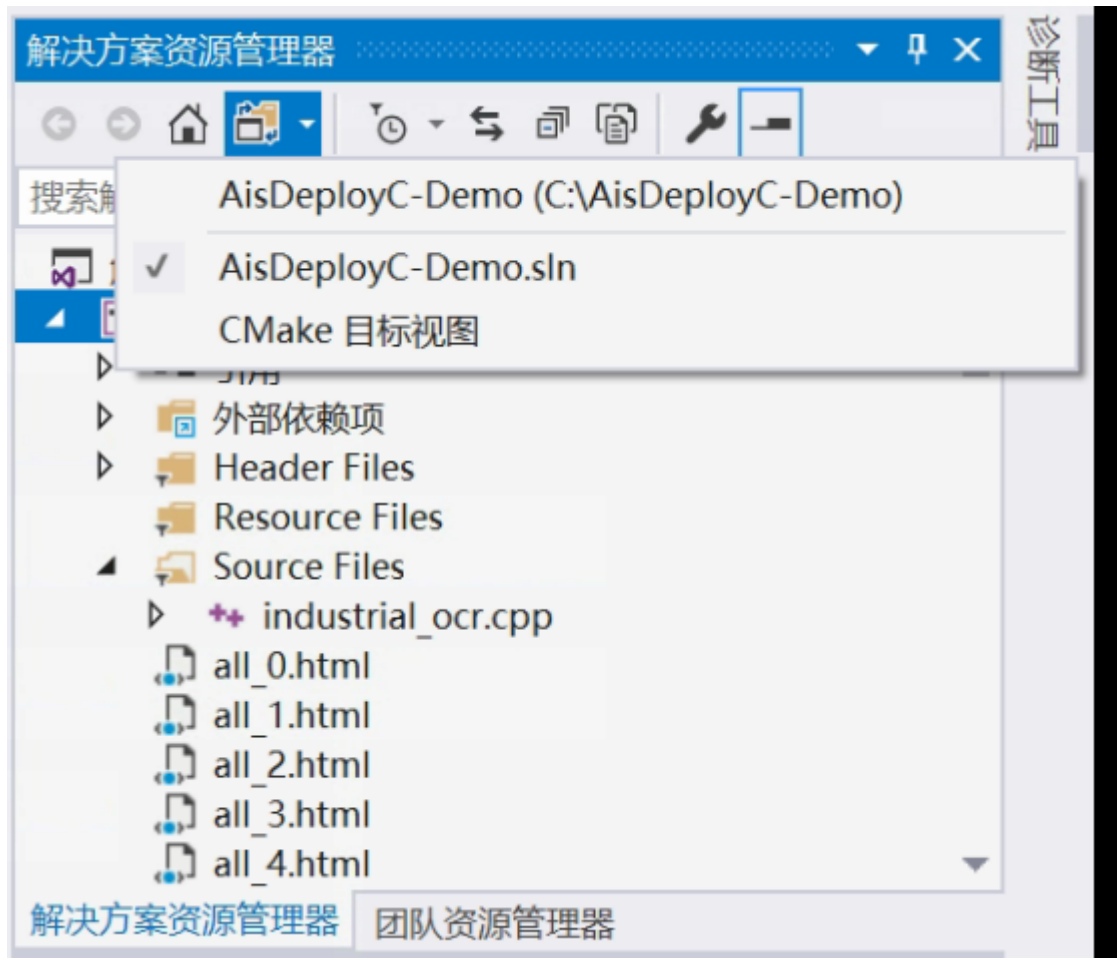 解决方案资源管理器
诊断工具
搜索解
AisDeployC-Demo (C:\AisDeployC-Demo)
AisDeployC-Demo.sln
CMake 目标视图
引用
外部依赖项
Header Files
Resource Files
Source Files
industrial_ocr.cpp
all_0.html
all_1.html
all_2.html
all_3.html
all_4.html
解决方案资源管理器 团队资源管理器